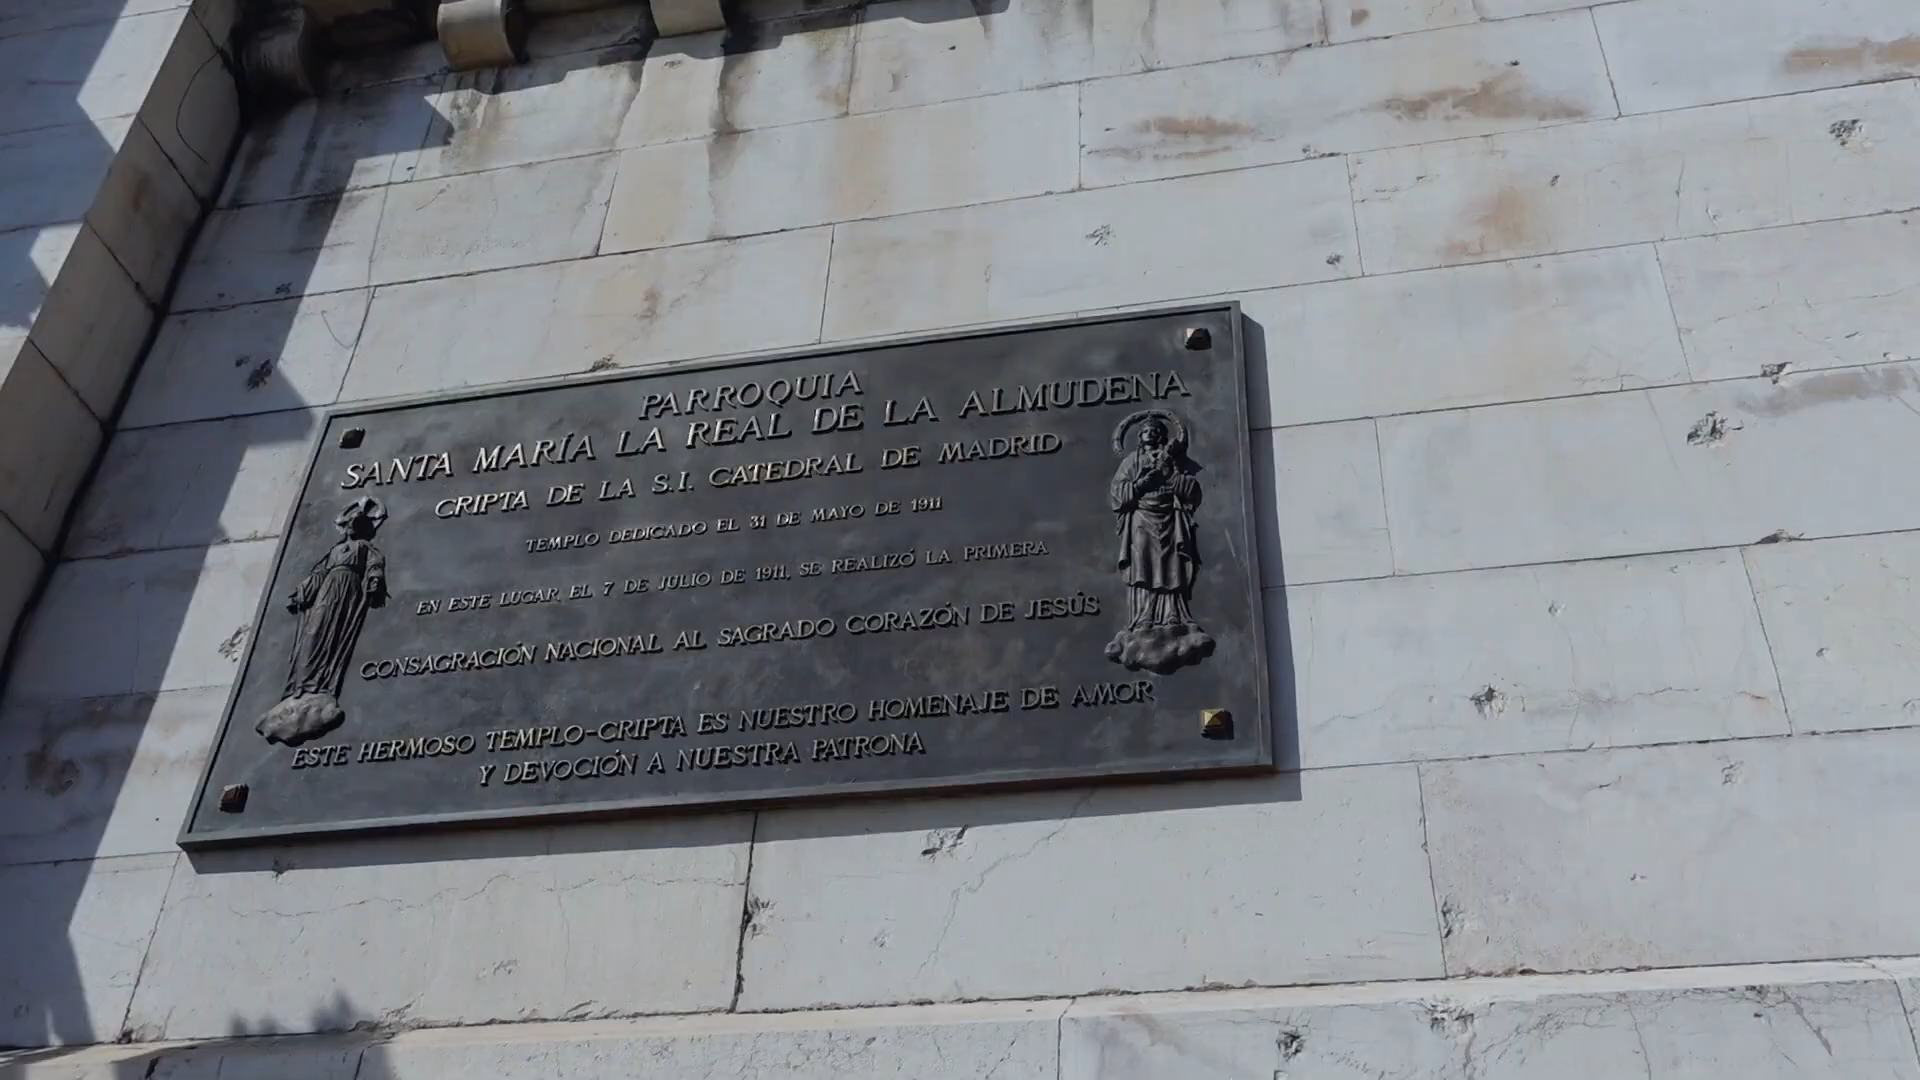 PARROQUIA
SANTA MARÍA LA REAL DE LA ALMUDENA
CRIPTA DE LA S.I. CATEDRAL DE MADRID
TEMPLO DEDICADO EL 31 DE MAYO DE 1911
EN ESTE LUGAR, EL 7 DE JULIO DE 1911, SE REALIZÓ LA PRIMERA
CONSAGRACIÓN NACIONAL AL SAGRADO CORAZÓN DE JESÚS
ESTE HERMOSO TEMPLO-CRIPTA ES NUESTRO HOMENAJE DE AMOR
Y DEVOCIÓN A NUESTRA PATRONA